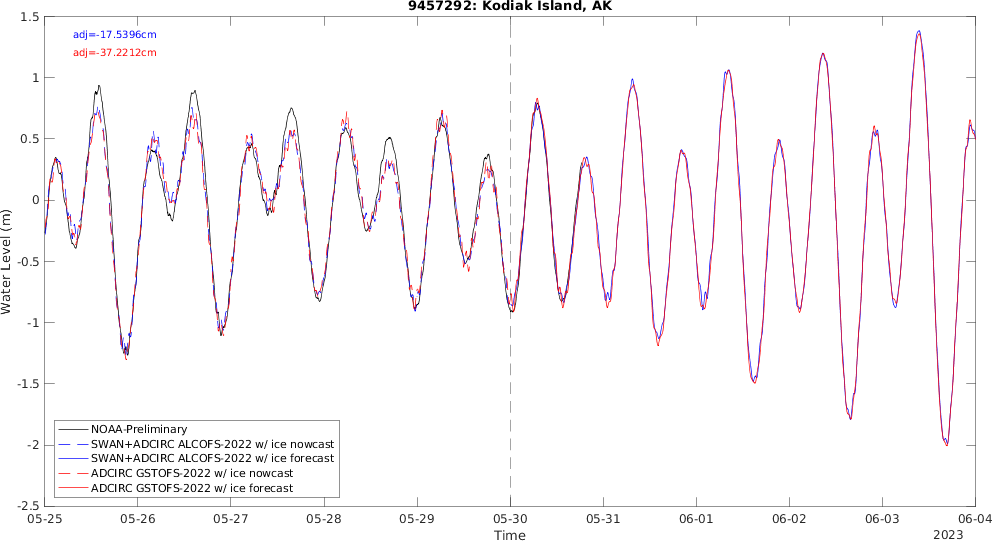 9457292: Kodiak Island, AK
adj=-17.5396cm
adj=-37.2212cm
Water Level (m)
1.5
1
0.5
0
-0.5
-1
-1.5
-2
-2.5
NOAA-Preliminary
SWAN+ADCIRC ALCOFS-2022 w/ ice nowcast
SWAN+ADCIRC ALCOFS-2022 w/ ice forecast
ADCIRC GSTOFS-2022 w/ ice nowcast
ADCIRC GSTOFS-2022 w/ ice forecast
05-25 05-26 05-27 05-28 05-29 05-30 05-31 06-01 06-02 06-03 06-04
Time
2023